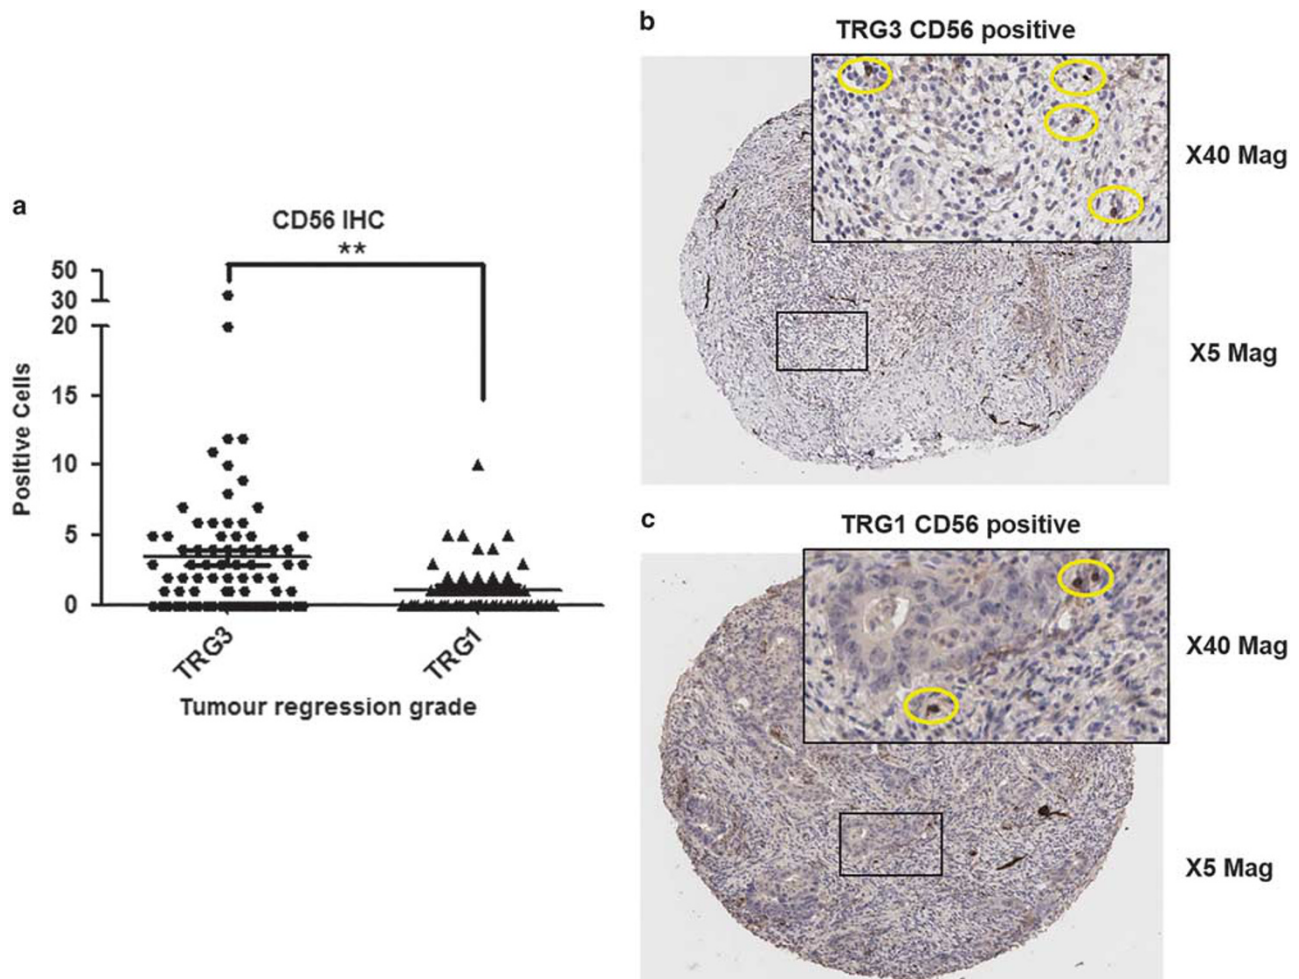 a
CD56 IHC
**
50
30
20
15
10
5
0
Positive Cells
TRG3
TRG1
Tumour regression grade
b
TRG3 CD56 positive
X40 Mag
X5 Mag
c
TRG1 CD56 positive
X40 Mag
X5 Mag